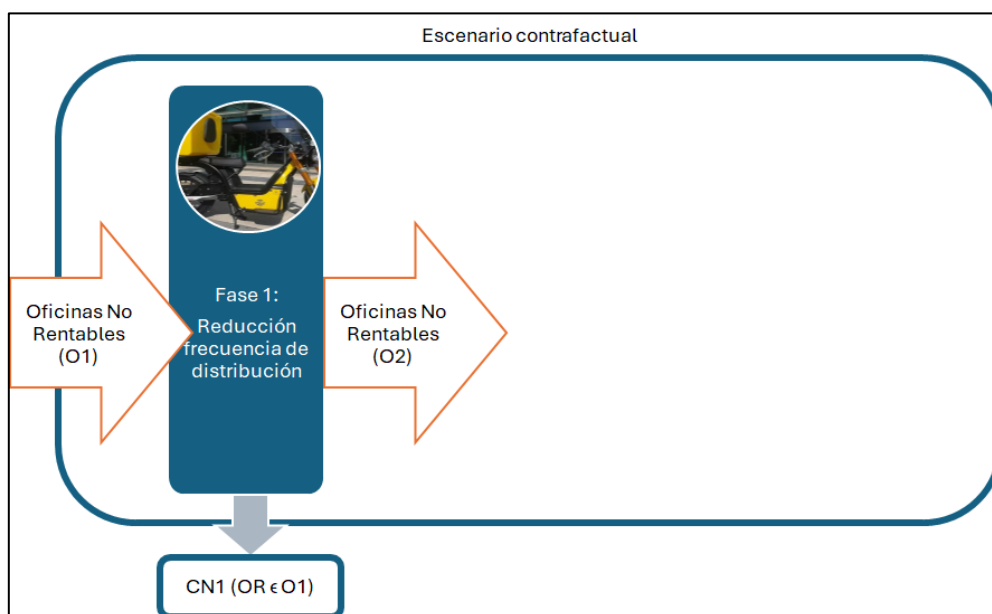 Escenario contrafactual
Oficinas No
Rentables
(O1)
Fase 1:
Reducción
frecuencia de
distribución
Oficinas No
Rentables
(O2)
CN1 (OR ϵ O1)